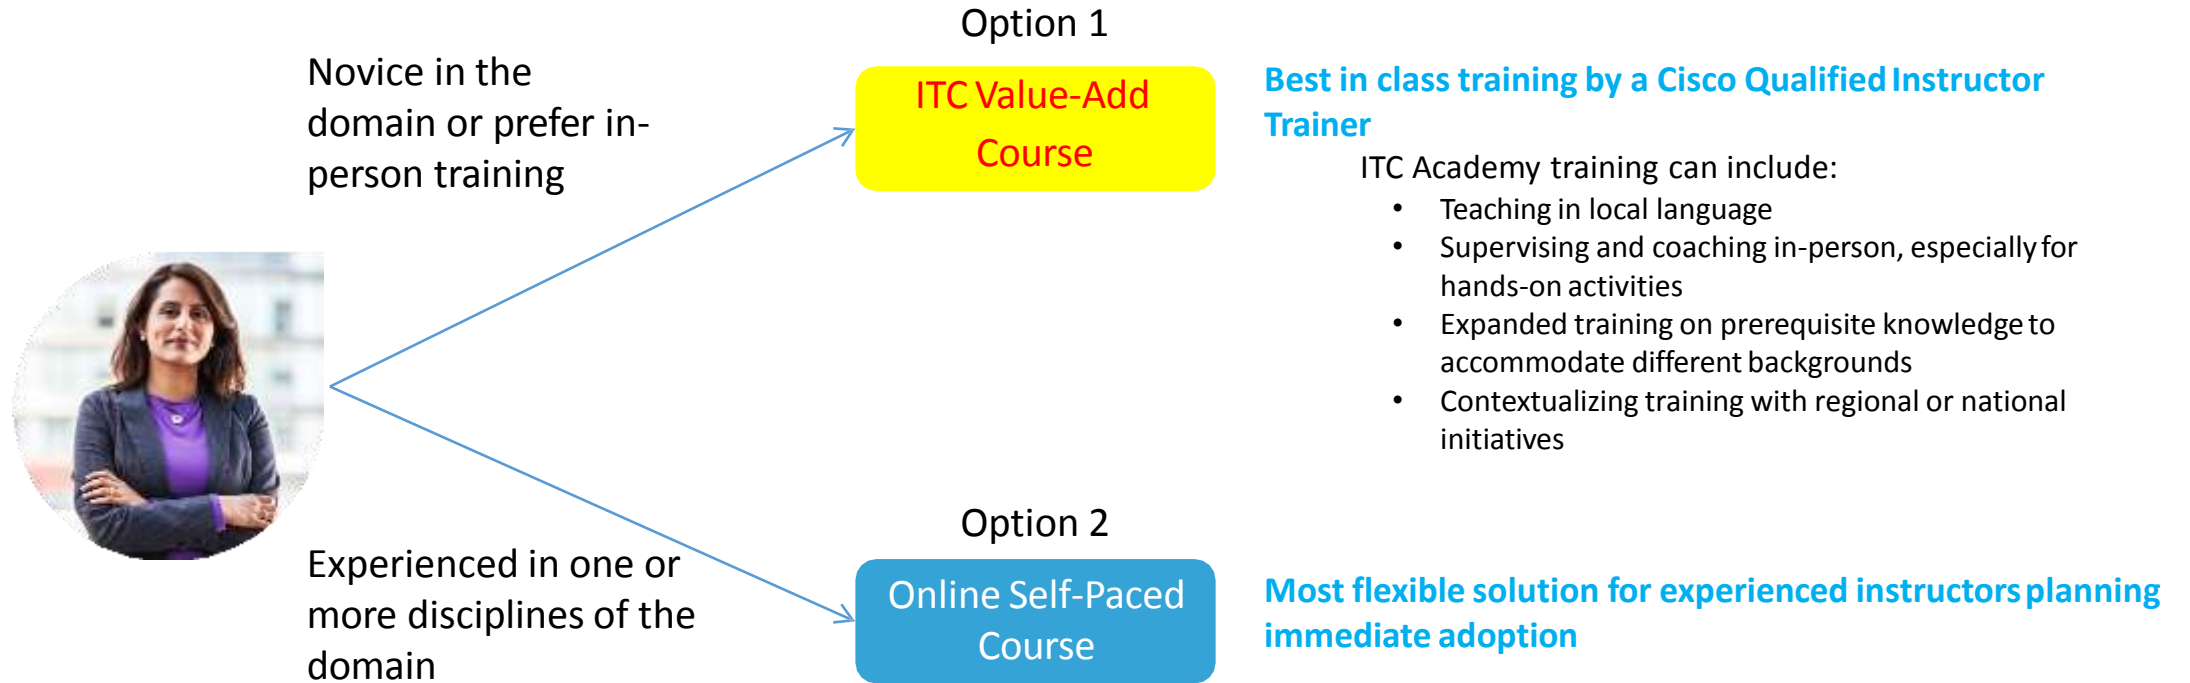 Option 1
Novice in the
domain or prefer in-
person training
ITC Value-Add
Course
Best in class training by a Cisco Qualified Instructor
Trainer
ITC Academy training can include:
• Teaching in local language
• Supervising and coaching in-person, especially for
hands-on activities
• Expanded training on prerequisite knowledge to
accommodate different backgrounds
• Contextualizing training with regional or national
initiatives
Option 2
Experienced in one or
more disciplines of the
domain
Online Self-Paced
Course
Most flexible solution for experienced instructors planning
immediate adoption